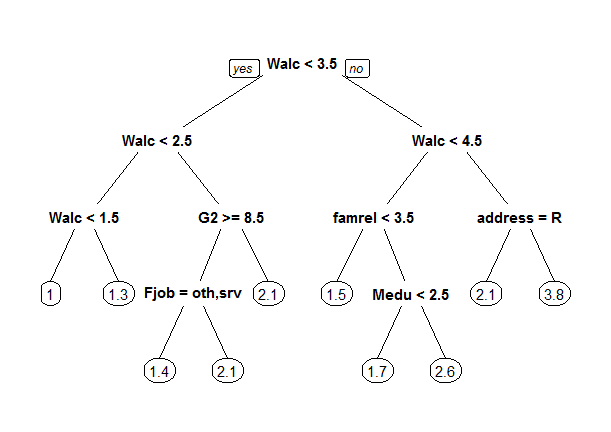 yes Walc < 3.5 no
Walc < 2.5 Walc < 4.5
Walc < 1.5 G2 >= 8.5 famrel < 3.5 address = R
1 1.3 Fjob = oth,srv 2.1 1.5 Medu < 2.5 2.1 3.8
1.4 2.1 1.7 2.6